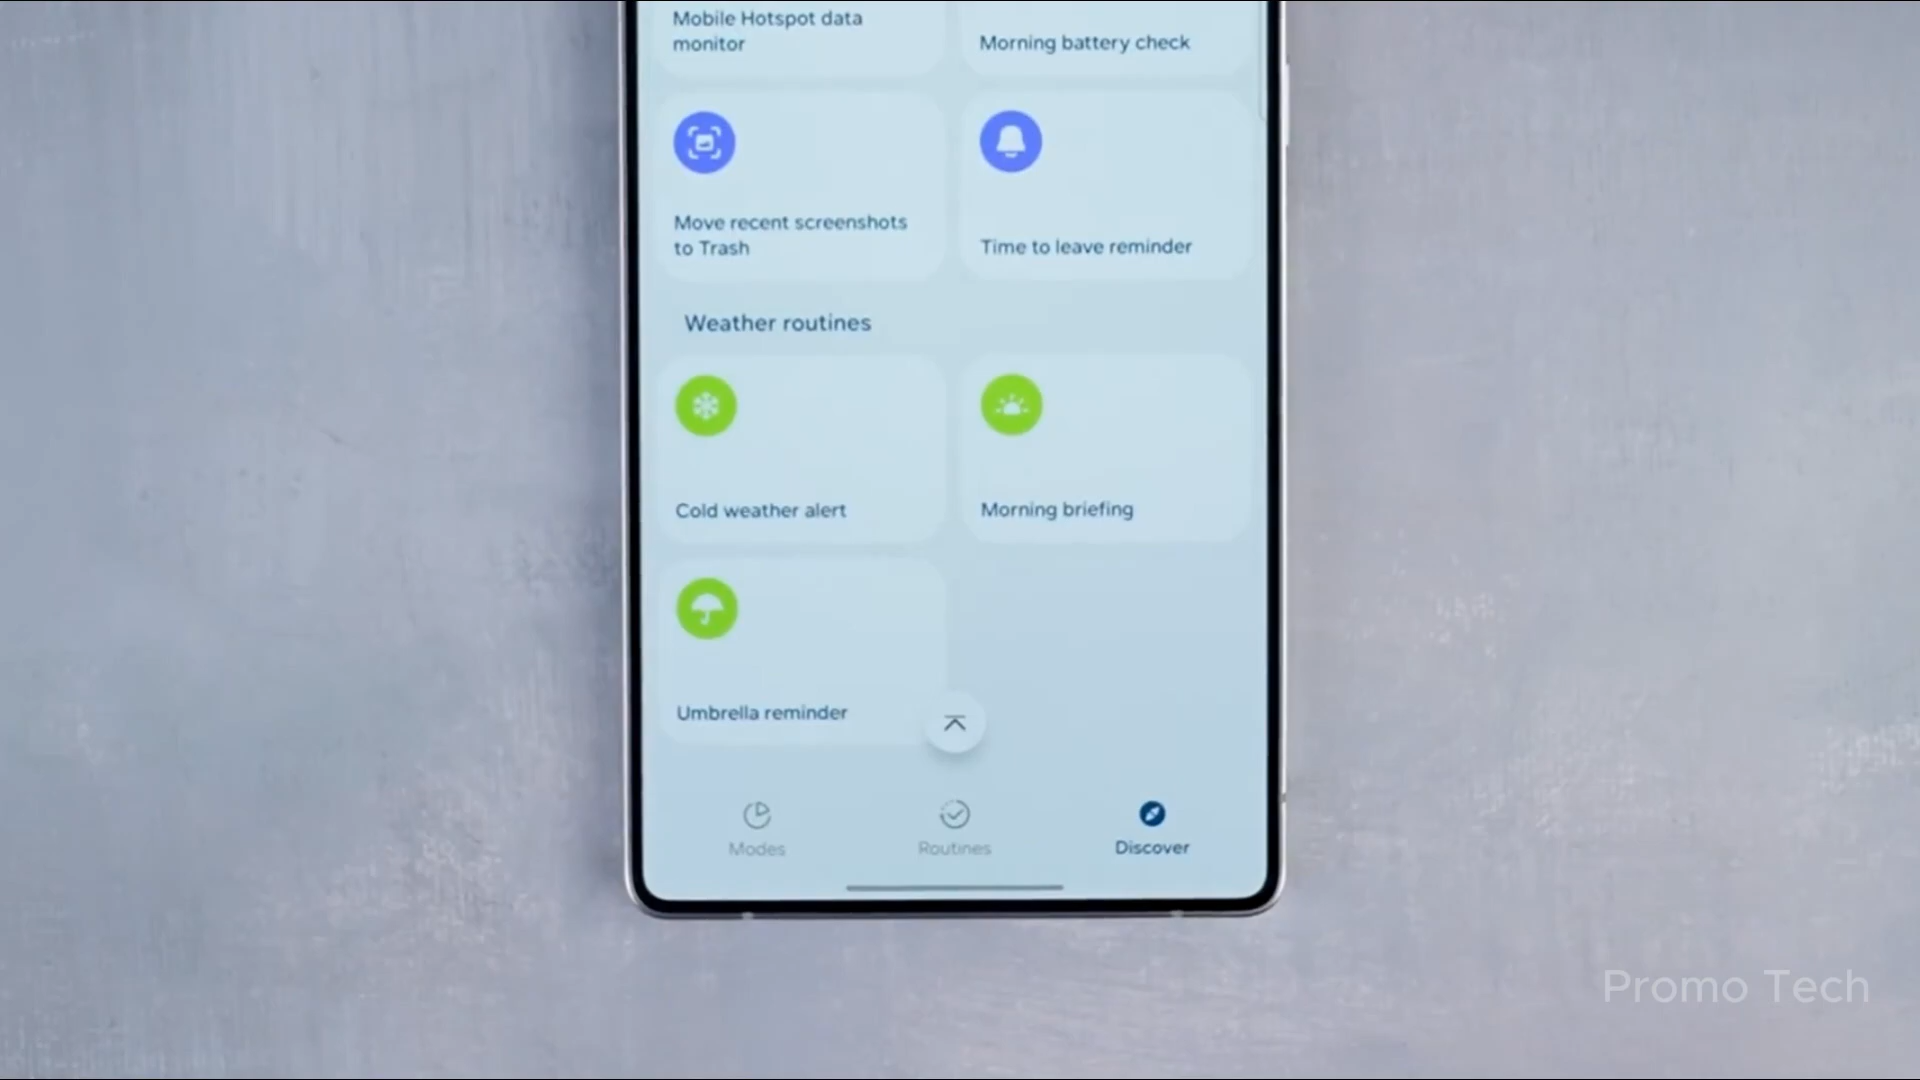 Mobile Hotspot data
monitor
Morning battery check
Move recent screenshots
to Trash
Time to leave reminder
Weather routines
Cold weather alert
Morning briefing
Umbrella reminder
Modes
Routines
Discover
Promo Tech